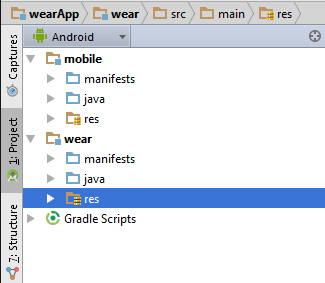 wearApp wear src main res
Android
mobile
manifests
java
res
wear
manifests
java
res
Gradle Scripts
Captures
1: Project
7: Structure